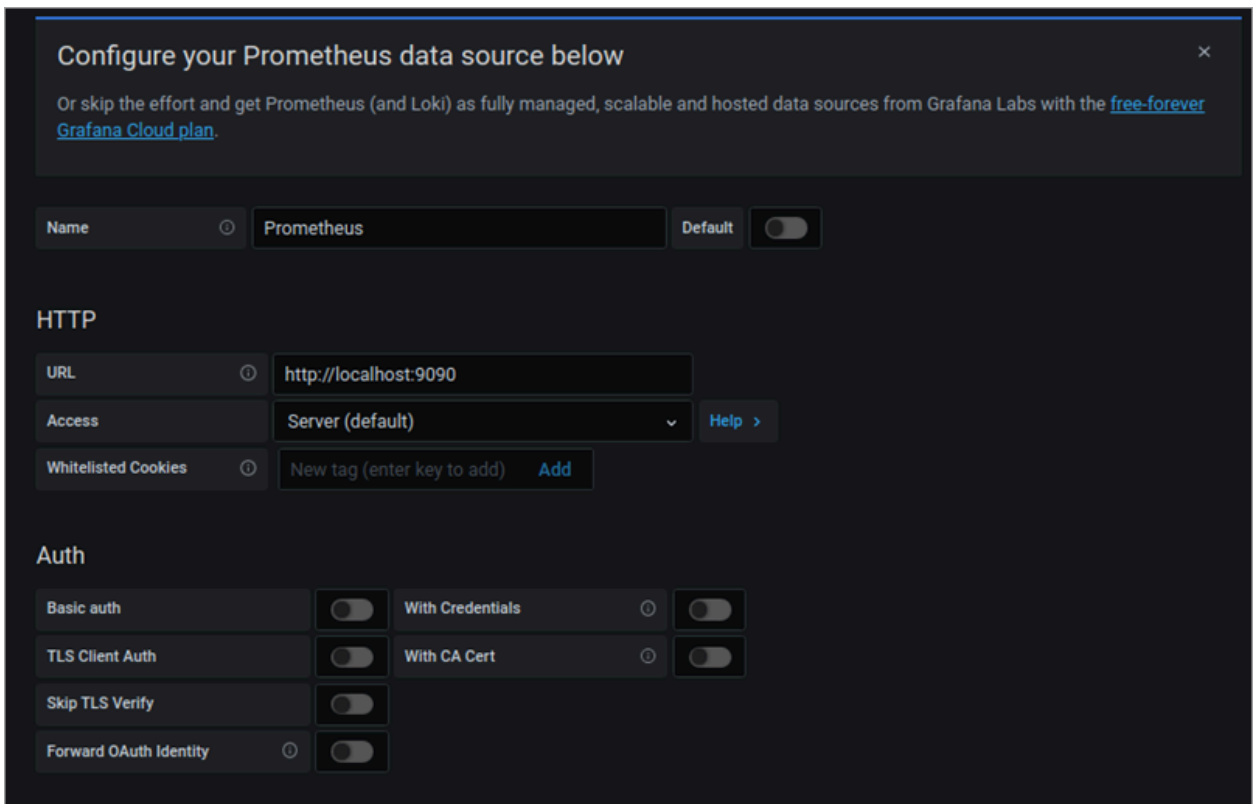 Configure your Prometheus data source below
Or skip the effort and get Prometheus (and Loki) as fully managed, scalable and hosted data sources from Grafana Labs with the free-forever
Grafana Cloud plan.
Name Prometheus Default
HTTP
URL http://localhost:9090
Access Server (default) Help >
Whitelisted Cookies New tag (enter key to add) Add
Auth
Basic auth With Credentials
TLS Client Auth With CA Cert
Skip TLS Verify
Forward OAuth Identity